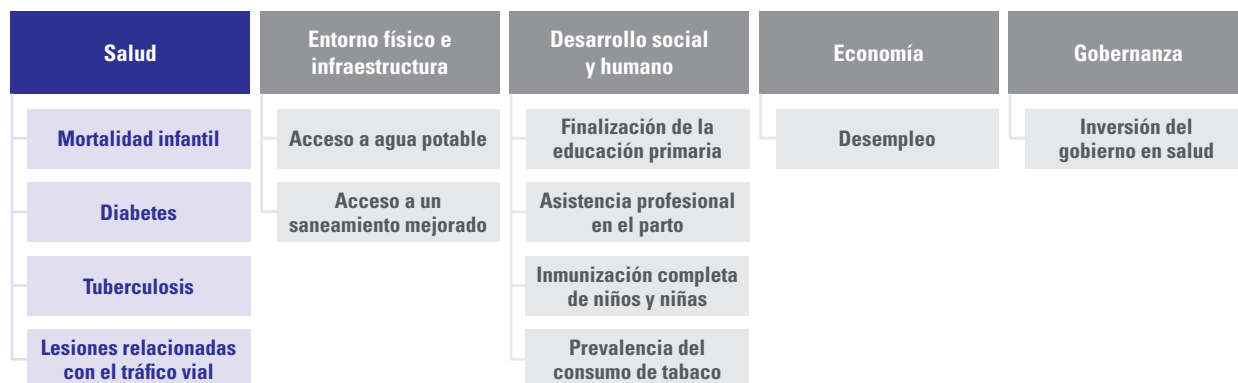 Salud
Mortalidad infantil
Diabetes
Tuberculosis
Lesiones relacionadas
con el tráfico vial
Entorno físico e
infraestructura
Acceso a agua potable
Acceso a un
saneamiento mejorado
Desarrollo social
y humano
Finalización de la
educación primaria
Asistencia profesional
en el parto
Inmunización completa
de niños y niñas
Prevalencia del
consumo de tabaco
Economía
Desempleo
Gobernanza
Inversión del
gobierno en salud